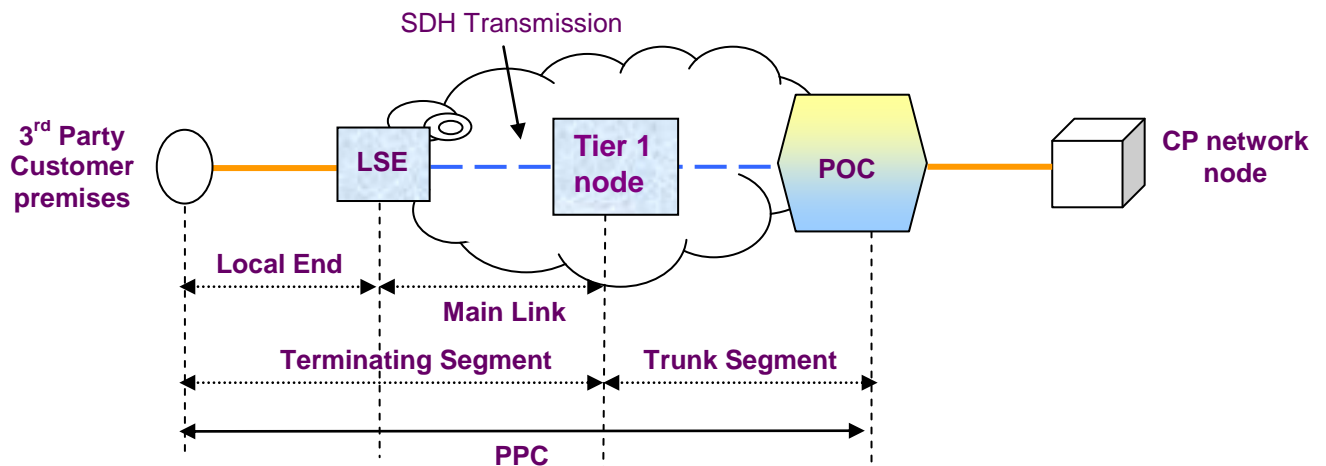 SDH Transmission
3rd Party
Customer
premises
LSE
Tier 1
node
POC
CP network
node
Local End
Main Link
Terminating Segment
Trunk Segment
PPC